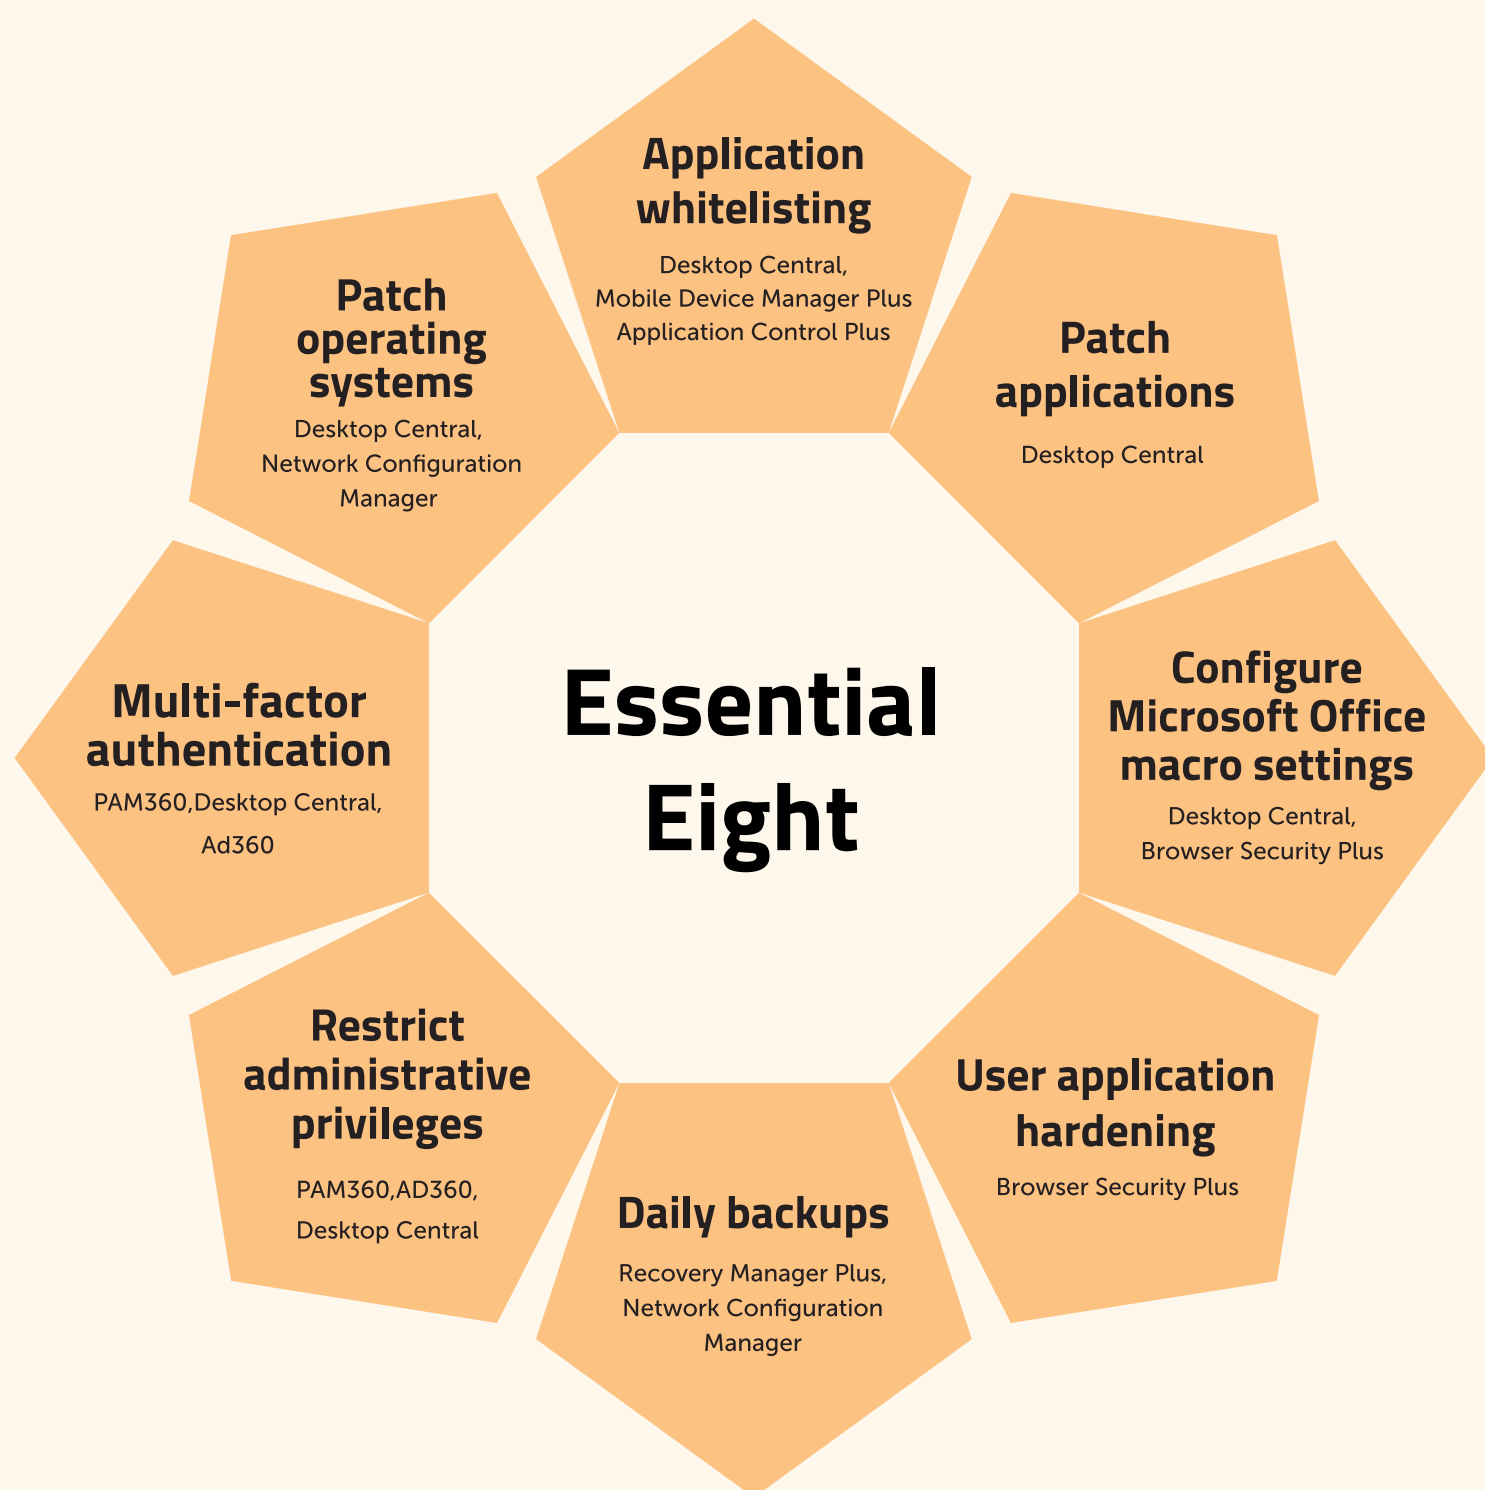 Application
whitelisting
Desktop Central,
Mobile Device Manager Plus
Application Control Plus
Patch
applications
Desktop Central
Configure
Microsoft Office
macro settings
Desktop Central,
Browser Security Plus
User application
hardening
Browser Security Plus
Daily backups
Recovery Manager Plus,
Network Configuration
Manager
Restrict
administrative
privileges
PAM360,AD360,
Desktop Central
Multi-factor
authentication
PAM360,Desktop Central,
Ad360
Patch
operating
systems
Desktop Central,
Network Configuration
Manager
Essential
Eight